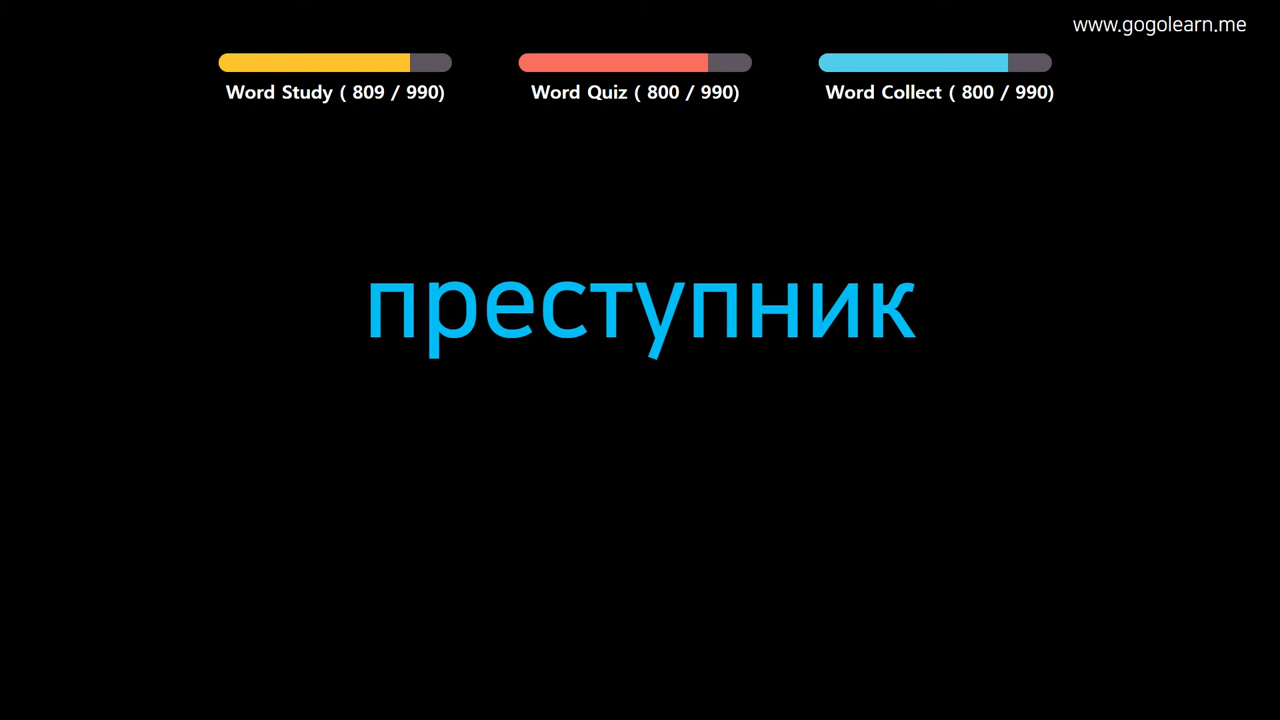 www.gogolearn.me
Word Study ( 809 / 990)
Word Quiz ( 800 / 990)
Word Collect ( 800 / 990)
преступник